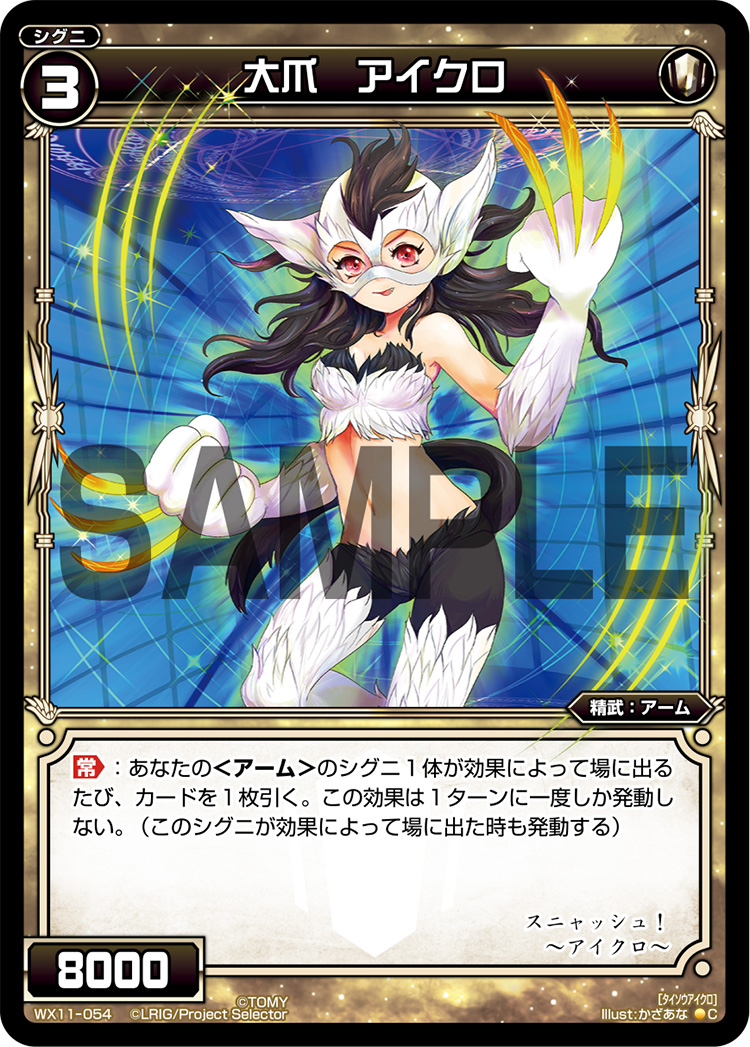 シグニ
3
大爪 アイクロ
SAMPLE
精武:アーム
常:あなたの<アーム>のシグニ1体が効果によって場に出る
たび、カードを1枚引く。この効果は1ターンに一度しか発動し
ない。(このシグニが効果によって場に出た時も発動する)
スニャッシュ!
～アイクロ～
8000
[タイソウアイクロ]
WX11-054 ©LRIG/Project Selector
©TOMY
Illust:かざあな ●C